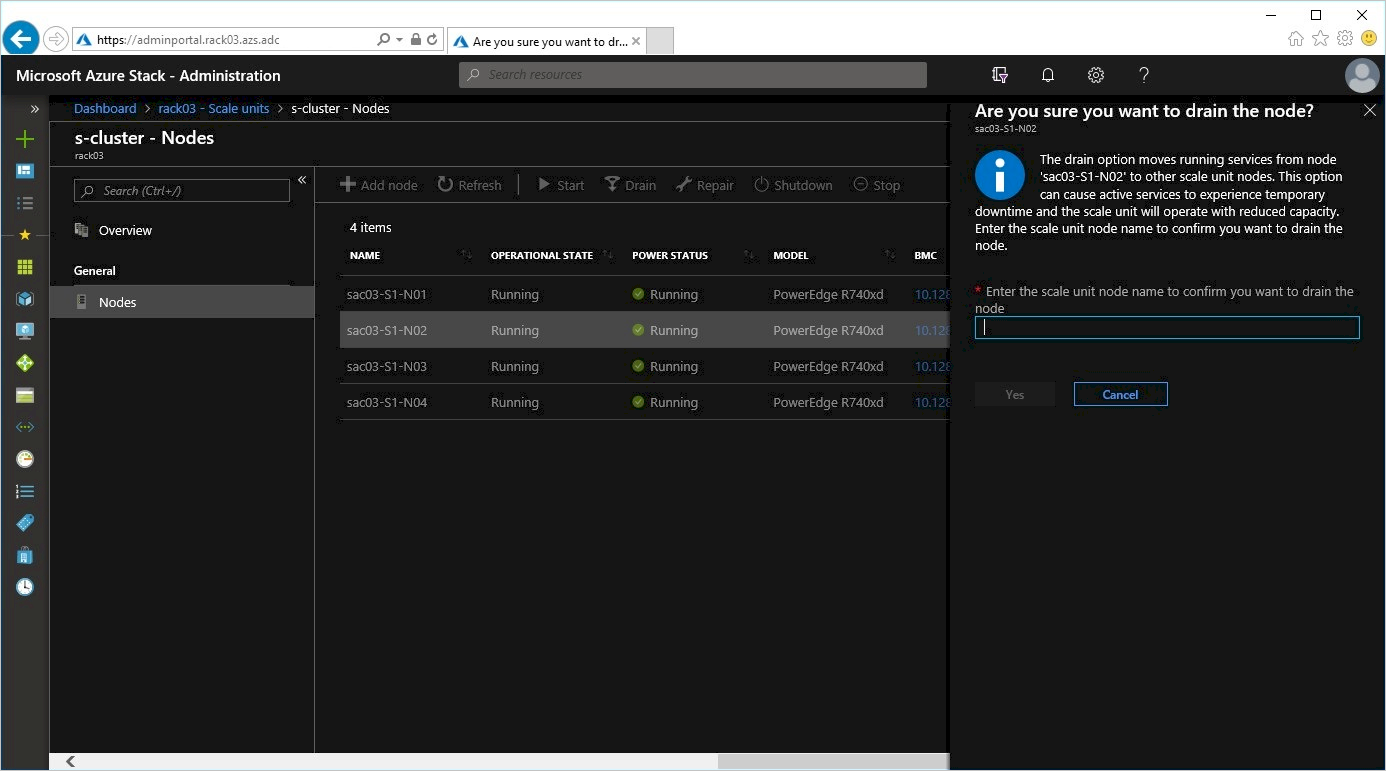 https://adminportal.rack03.azs.adc
Are you sure you want to dr...
Microsoft Azure Stack - Administration
Search resources
Dashboard > rack03 - Scale units > s-cluster - Nodes
s-cluster - Nodes
rack03
Search (Ctrl+/)
Overview
General
Nodes
Add node Refresh Start Drain Repair Shutdown Stop
4 items
NAME OPERATIONAL STATE POWER STATUS MODEL BMC
sac03-S1-N01 Running Running PowerEdge R740xd 10.128
sac03-S1-N02 Running Running PowerEdge R740xd 10.128
sac03-S1-N03 Running Running PowerEdge R740xd 10.128
sac03-S1-N04 Running Running PowerEdge R740xd 10.128
Are you sure you want to drain the node?
sac03-S1-N02
The drain option moves running services from node
'sac03-S1-N02' to other scale unit nodes. This option
can cause active services to experience temporary
downtime and the scale unit will operate with reduced capacity.
Enter the scale unit node name to confirm you want to drain the
node.
* Enter the scale unit node name to confirm you want to drain the
node
Yes Cancel